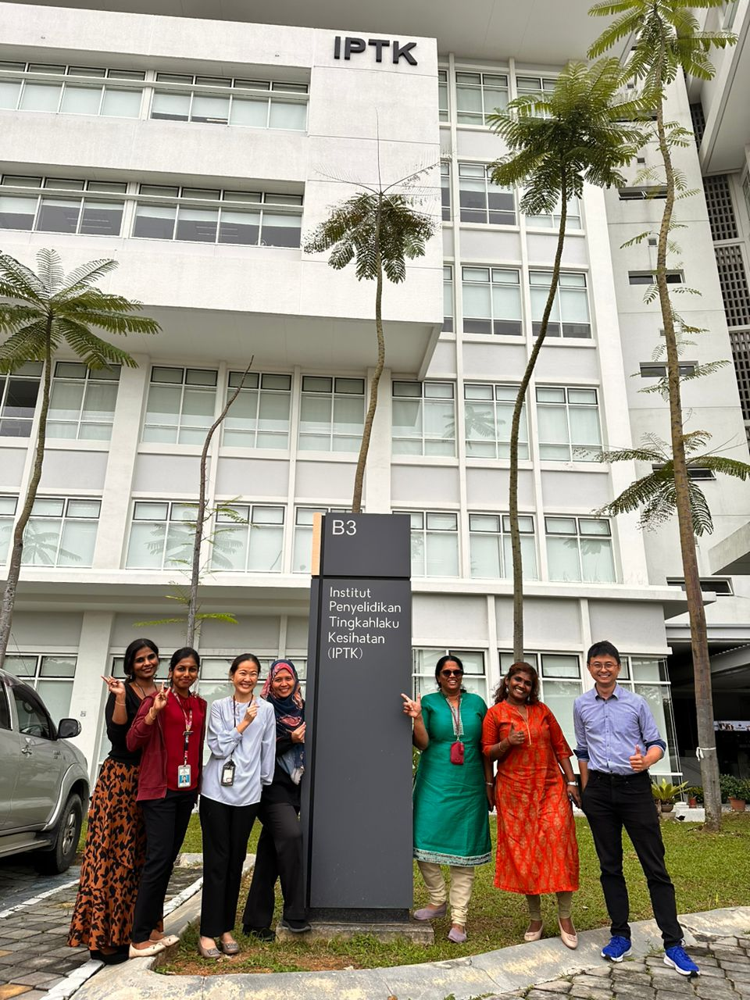 IPTK
B3
Institut
Penyelidikan
Tingkahlaku
Kesihatan
(IPTK)